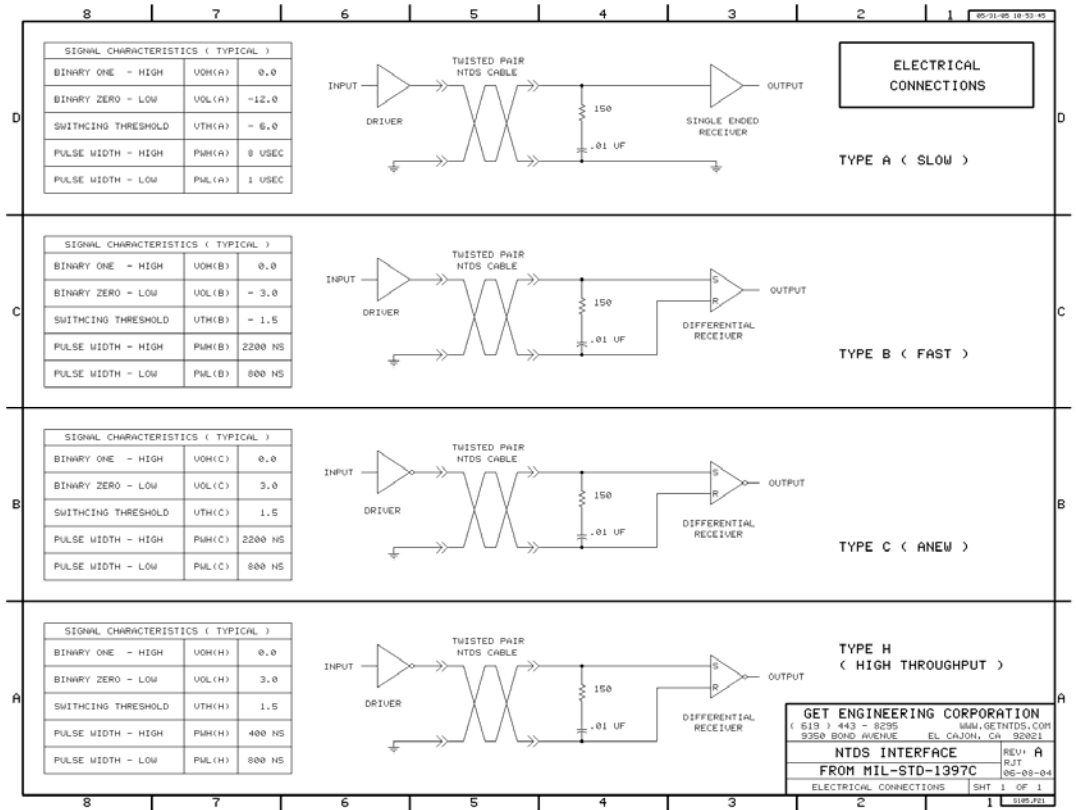 8 7 6 5 4 3 2 1
05/31/05 10:53:45
D
SIGNAL CHARACTERISTICS ( TYPICAL )
BINARY ONE - HIGH VOH(A) 0.0
BINARY ZERO - LOW VOL(A) -12.0
SWITHCING THRESHOLD VTH(A) - 6.0
PULSE WIDTH - HIGH PWH(A) 8 USEC
PULSE WIDTH - LOW PWL(A) 1 USEC
INPUT
DRIVER
TWISTED PAIR
NTDS CABLE
150
.01 UF
SINGLE ENDED
RECEIVER
OUTPUT
ELECTRICAL
CONNECTIONS
TYPE A ( SLOW )
D
C
SIGNAL CHARACTERISTICS ( TYPICAL )
BINARY ONE - HIGH VOH(B) 0.0
BINARY ZERO - LOW VOL(B) - 3.0
SWITHCING THRESHOLD VTH(B) - 1.5
PULSE WIDTH - HIGH PWH(B) 2200 NS
PULSE WIDTH - LOW PWL(B) 800 NS
INPUT
DRIVER
TWISTED PAIR
NTDS CABLE
150
.01 UF
S
R
DIFFERENTIAL
RECEIVER
OUTPUT
TYPE B ( FAST )
C
B
SIGNAL CHARACTERISTICS ( TYPICAL )
BINARY ONE - HIGH VOH(C) 0.0
BINARY ZERO - LOW VOL(C) 3.0
SWITHCING THRESHOLD VTH(C) 1.5
PULSE WIDTH - HIGH PWH(C) 2200 NS
PULSE WIDTH - LOW PWL(C) 800 NS
INPUT
DRIVER
TWISTED PAIR
NTDS CABLE
150
.01 UF
S
R
DIFFERENTIAL
RECEIVER
OUTPUT
TYPE C ( ANEW )
B
A
SIGNAL CHARACTERISTICS ( TYPICAL )
BINARY ONE - HIGH VOH(H) 0.0
BINARY ZERO - LOW VOL(H) 3.0
SWITHCING THRESHOLD VTH(H) 1.5
PULSE WIDTH - HIGH PWH(H) 400 NS
PULSE WIDTH - LOW PWL(H) 800 NS
INPUT
DRIVER
TWISTED PAIR
NTDS CABLE
150
.01 UF
S
R
DIFFERENTIAL
RECEIVER
OUTPUT
TYPE H
( HIGH THROUGHPUT )
A
GET ENGINEERING CORPORATION
( 619 ) 443 - 8295 WWW.GETNTDS.COM
9350 BOND AVENUE EL CAJON, CA 92021
NTDS INTERFACE
FROM MIL-STD-1397C
REV: A
RJT
06-08-04
ELECTRICAL CONNECTIONS SHT 1 OF 1
8 7 6 5 4 3 2 1
S105.P21